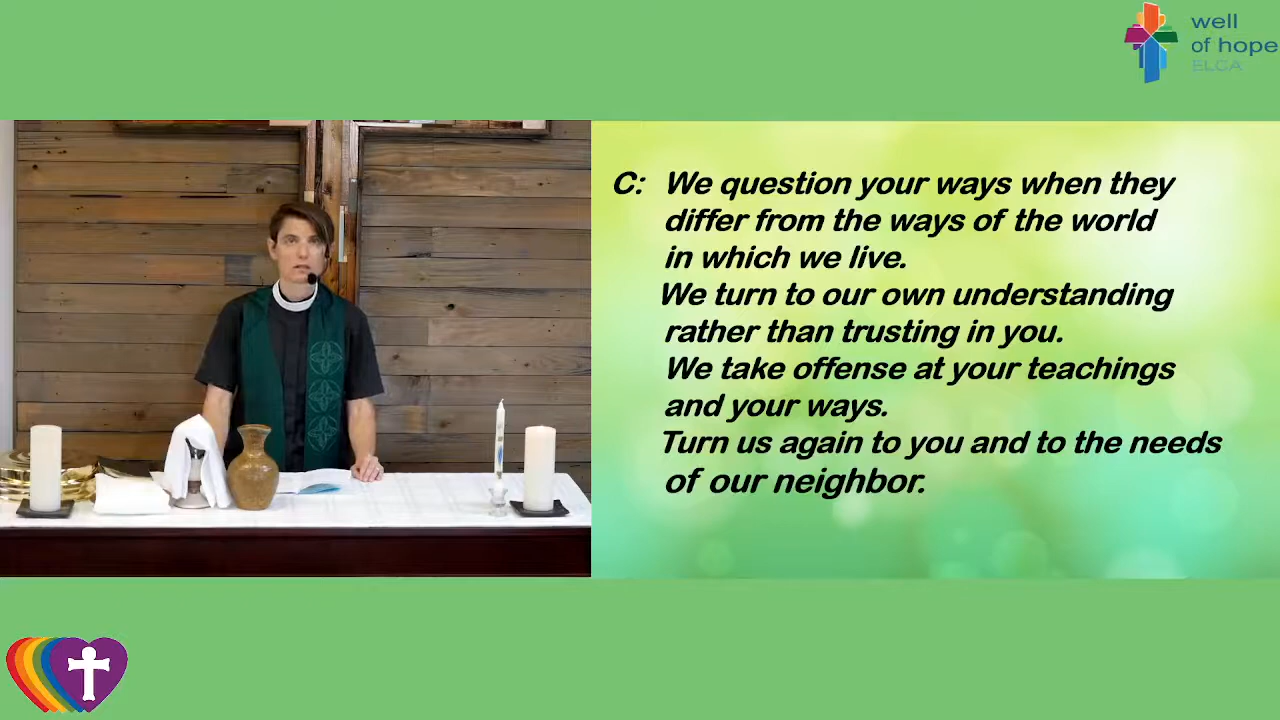 well
of hope
ELCA
C: We question your ways when they
differ from the ways of the world
in which we live.
We turn to our own understanding
rather than trusting in you.
We take offense at your teachings
and your ways.
Turn us again to you and to the needs
of our neighbor.